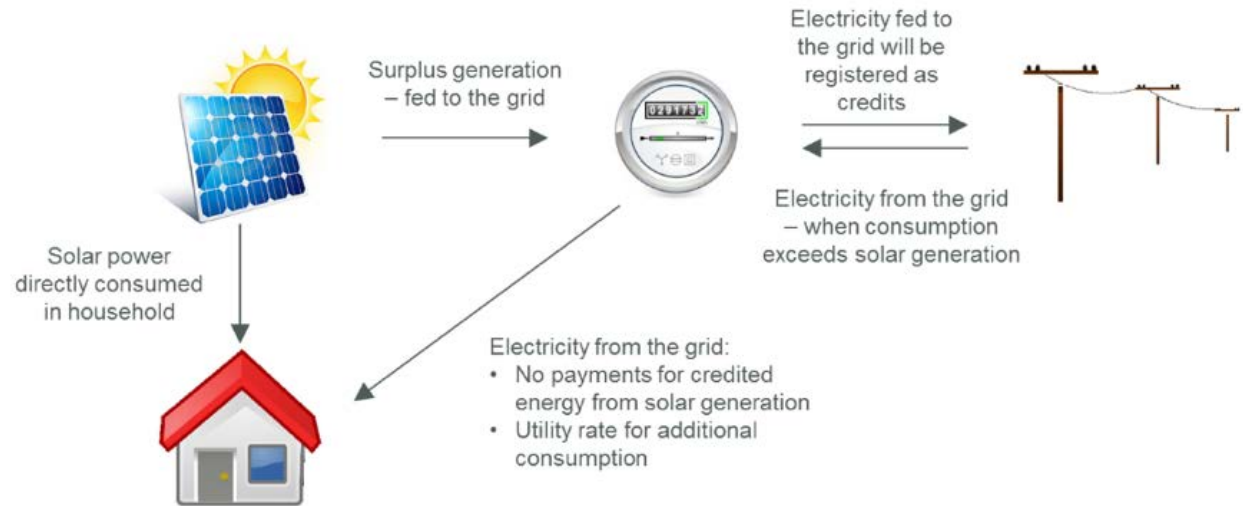 Surplus generation
– fed to the grid
Electricity fed to
the grid will be
registered as
credits
Electricity from the grid
– when consumption
exceeds solar generation
Solar power
directly consumed
in household
Electricity from the grid:
• No payments for credited
energy from solar generation
• Utility rate for additional
consumption